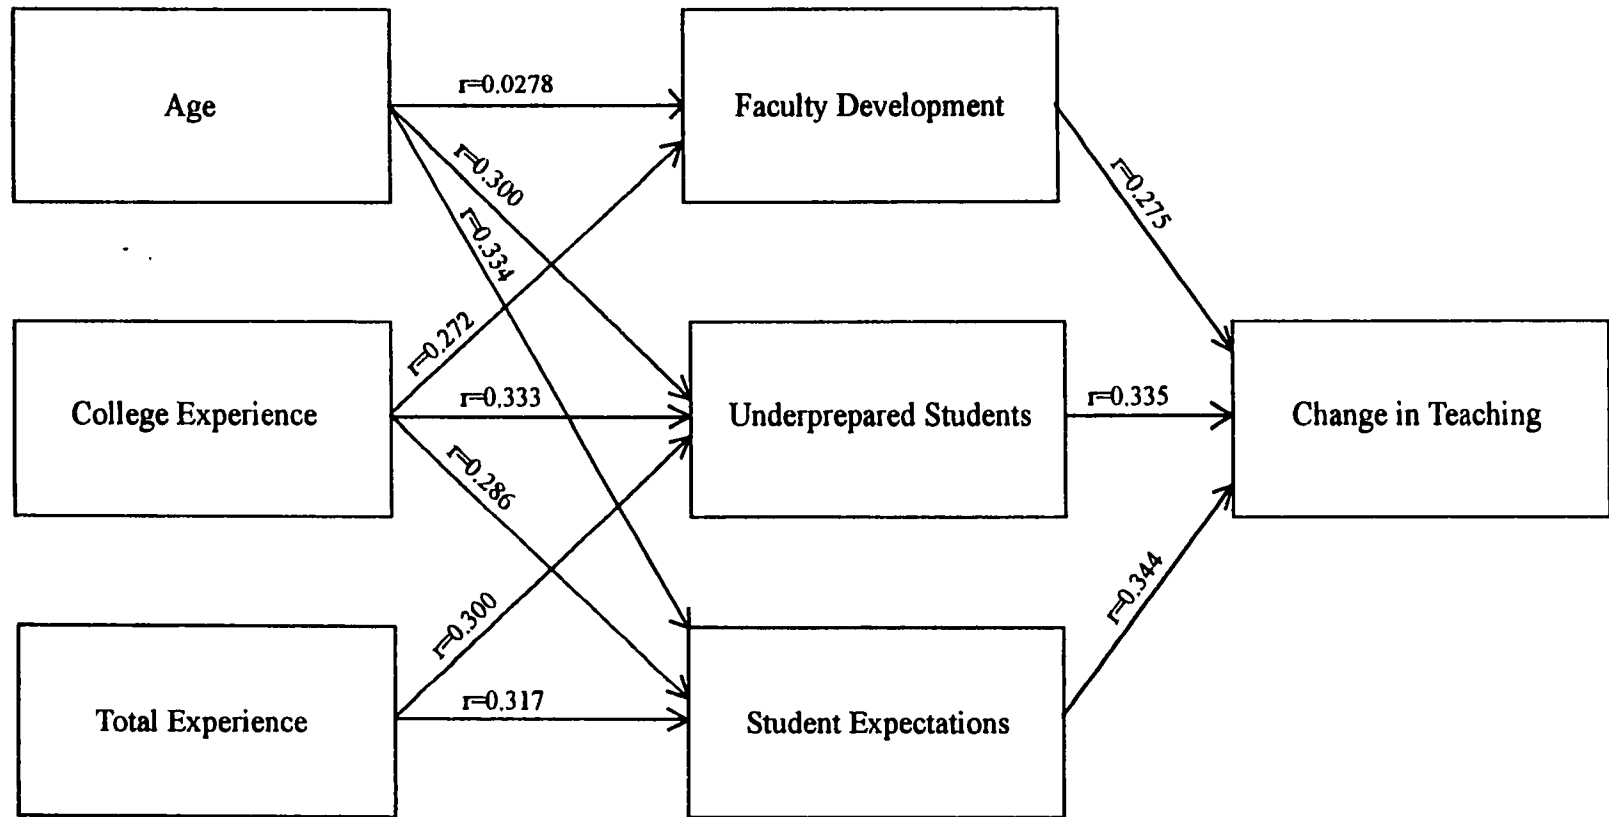 Age
r=0.0278
Faculty Development
r=0.300
r=0.334
r=0.275
r=0.272
College Experience
r=0.333
Underprepared Students
r=0.335
Change in Teaching
r=0.286
r=0.300
r=0.344
Total Experience
r=0.317
Student Expectations